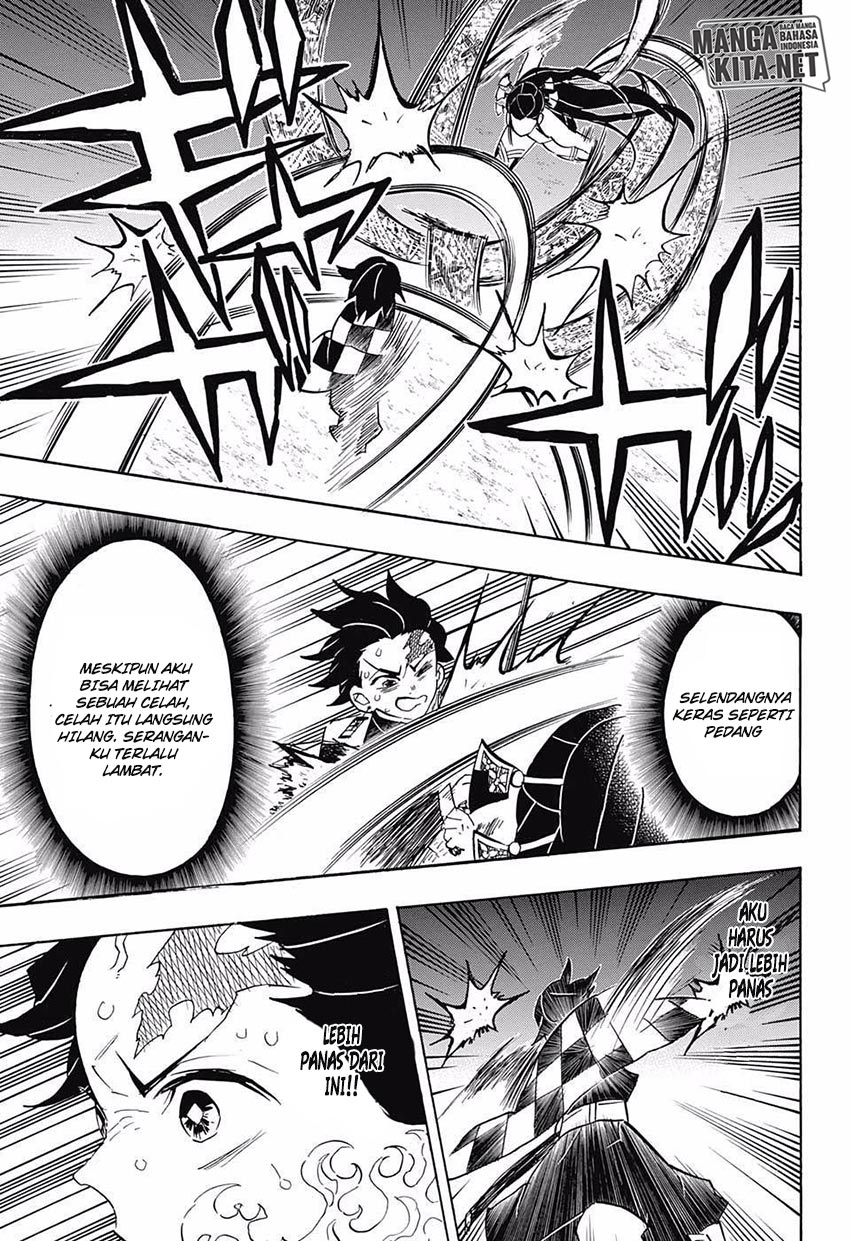 MANGA
KITA.NET
BACA MANGA
BAHASA
INDONESIA
SELENDANGNYA
KERAS SEPERTI
PEDANG
MESKIPUN AKU
BISA MELIHAT
SEBUAH CELAH,
CELAH ITU LANGSUNG
HILANG. SERANGAN-
KU TERLALU
LAMBAT.
AKU
HARUS
JADI LEBIH
PANAS
LEBIH
PANAS DARI
INI!!